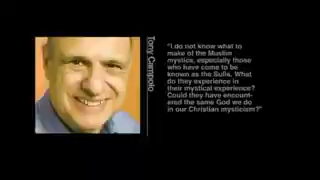 Tony Campolo
"I do not know what to
make of the Muslim
mystics, especially those
who have come to be
known as the Sufis. What
do they experience in
their mystical experience?
Could they have encount-
ered the same God we do
in our Christian mysticism?"